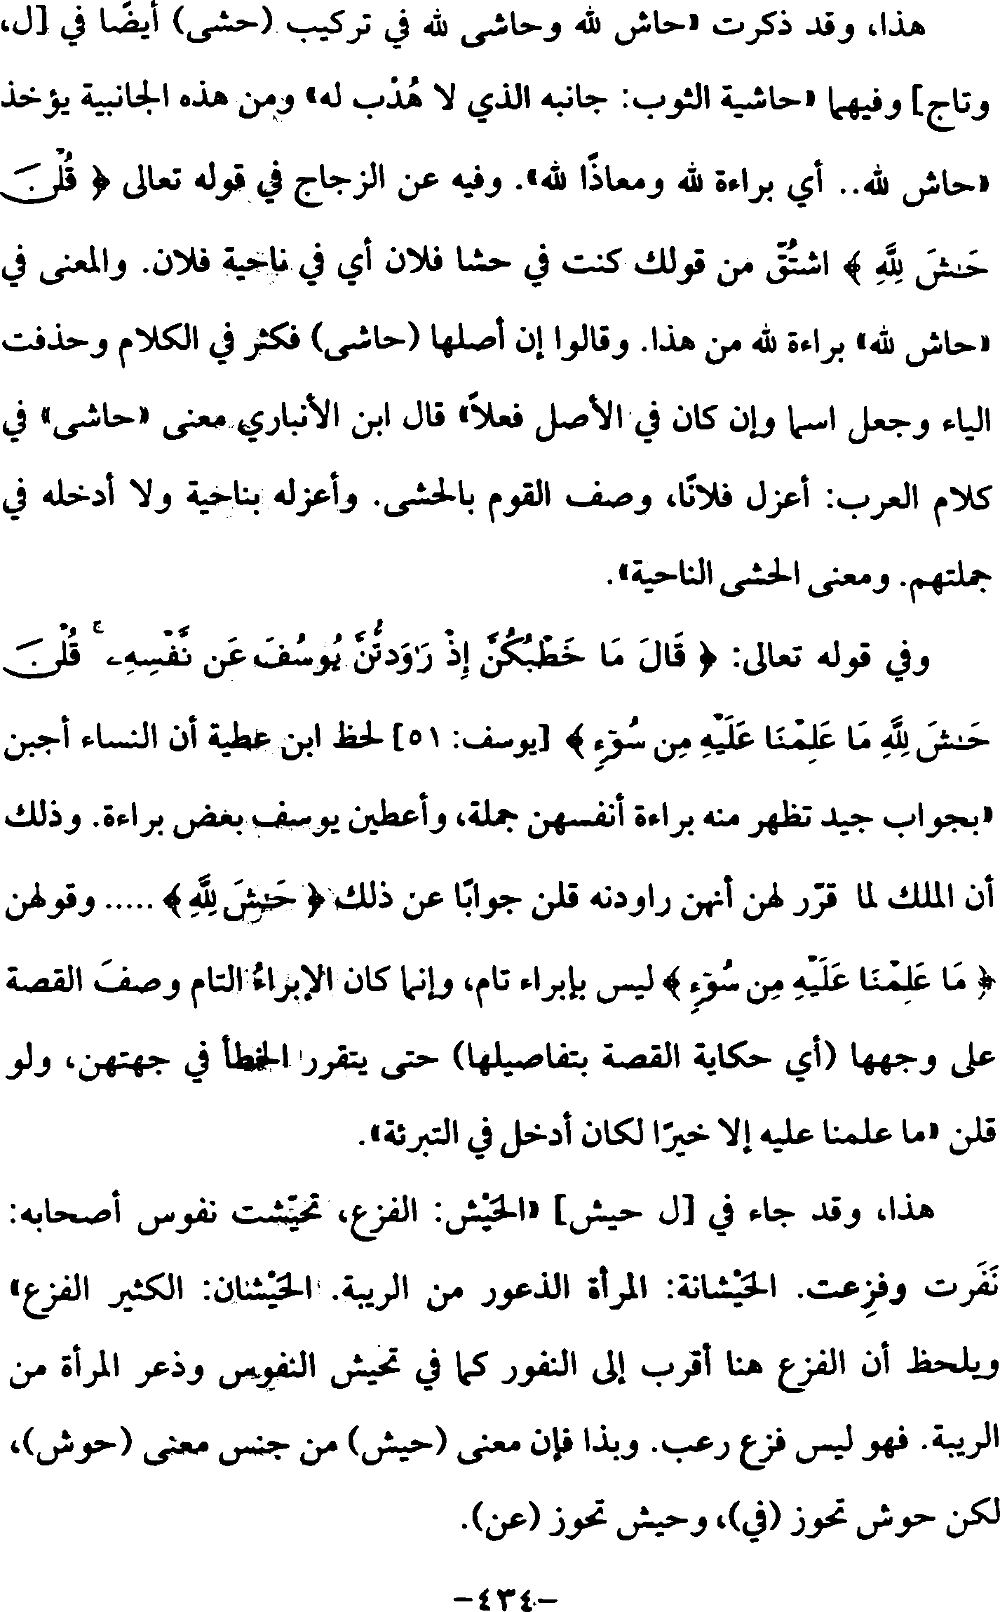 هذا، وقد ذكرت «حاش لله وحاشى لله في تركيب (حشى) أيضًا في [ل،
وتاج] وفيهما «حاشية الثوب: جانبه الذي لا هُدْب له» ومن هذه الجانبية يؤخذ
«حاش لله.. أي براءة لله ومعاذًا لله». وفيه عن الزجاج في قوله تعالى ﴿ قُلْنَ
حَـٰشَ لِلَّهِ ﴾ اشتُقّ من قولك كنت في حشا فلان أي في ناحية فلان. والمعنى في
«حاش لله» براءة لله من هذا. وقالوا إن أصلها (حاشى) فكثر في الكلام وحذفت
الياء وجعل اسما وإن كان في الأصل فعلاً» قال ابن الأنباري معنى «حاشى» في
كلام العرب: أعزل فلانًا، وصف القوم بالحشى. وأعزله بناحية ولا أدخله في
جملتهم. ومعنى الحشى الناحية».
وفي قوله تعالى: ﴿ قَالَ مَا خَطْبُكُنَّ إِذْ رَٰوَدتُّنَّ يُوسُفَ عَن نَّفْسِهِۦ ۚ قُلْنَ
حَـٰشَ لِلَّهِ مَا عَلِمْنَا عَلَيْهِ مِن سُوٓءٍ ﴾ [يوسف: ٥١] لحظ ابن عطية أن النساء أجبن
«بجواب جيد تظهر منه براءة أنفسهن جملة، وأعطين يوسف بعض براءة. وذلك
أن الملك لما قرّر لهن أنهن راودنه قلن جوابًا عن ذلك ﴿ حَـٰشَ لِلَّهِ ﴾ ..... وقولهن
﴿ مَا عَلِمْنَا عَلَيْهِ مِن سُوٓءٍ ﴾ ليس بإبراء تام، وإنما كان الإبراءُ التام وصفَ القصة
على وجهها (أي حكاية القصة بتفاصيلها) حتى يتقرر الخطأ في جهتهن، ولو
قلن «ما علمنا عليه إلا خيرًا لكان أدخل في التبرئة».
هذا، وقد جاء في [ل حيش] «الحَيْش: الفزع، تحيّشت نفوس أصحابه:
نَفَرت وفزِعت. الحَيْشانة: المرأة الذعور من الريبة. الحَيْشان: الكثير الفزع»
ويلحظ أن الفزع هنا أقرب إلى النفور كما في تحيش النفوس وذعر المرأة من
الريبة. فهو ليس فزع رعب. وبذا فإن معنى (حيش) من جنس معنى (حوش)،
لكن حوش تحوز (في)، وحيش تحوز (عن).
-٤٣٤-